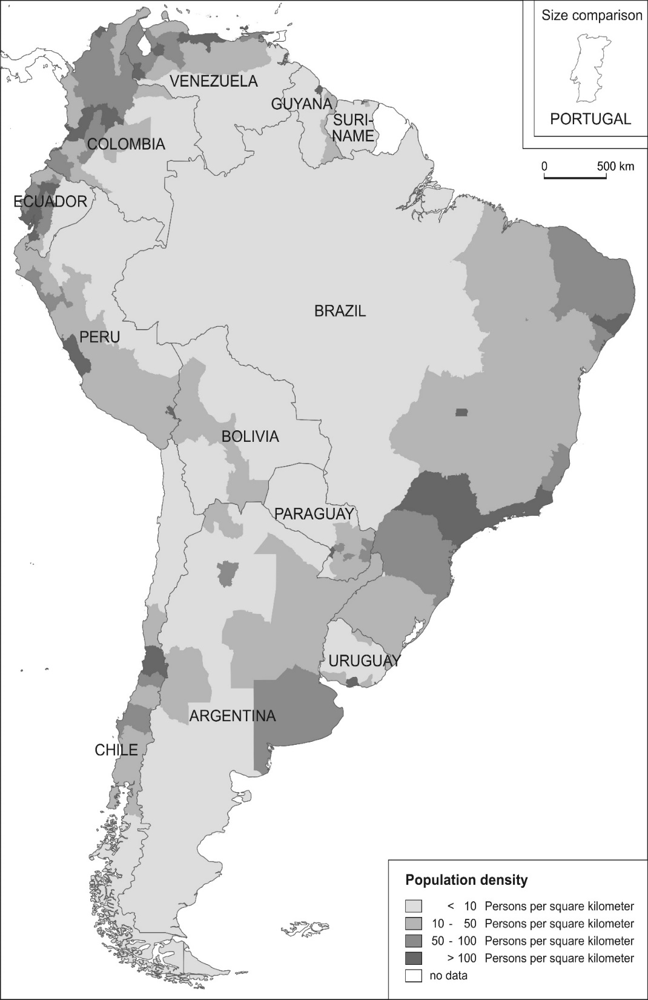 Size comparison
PORTUGAL
0 500 km
VENEZUELA
GUYANA
SURI-
NAME
COLOMBIA
ECUADOR
BRAZIL
PERU
BOLIVIA
PARAGUAY
URUGUAY
ARGENTINA
CHILE
Population density
< 10 Persons per square kilometer
10 - 50 Persons per square kilometer
50 - 100 Persons per square kilometer
> 100 Persons per square kilometer
no data